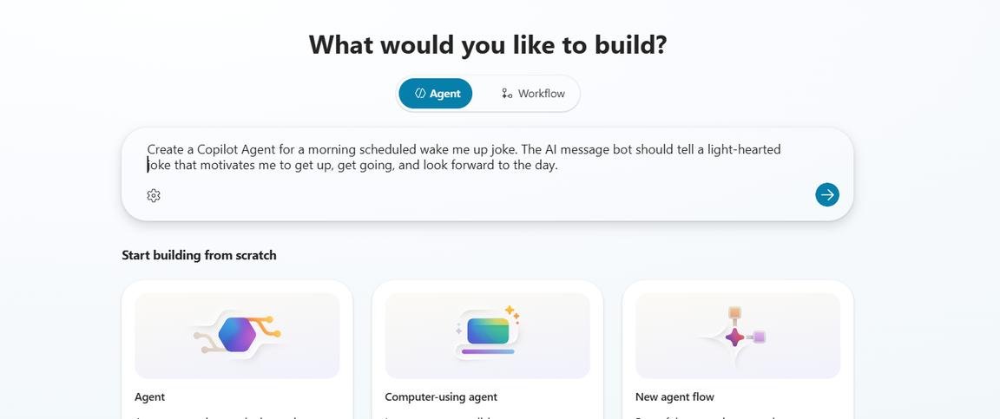 What would you like to build?
Agent
Workflow
Create a Copilot Agent for a morning scheduled wake me up joke. The AI message bot should tell a light-hearted
joke that motivates me to get up, get going, and look forward to the day.
Start building from scratch
Agent
Computer-using agent
New agent flow